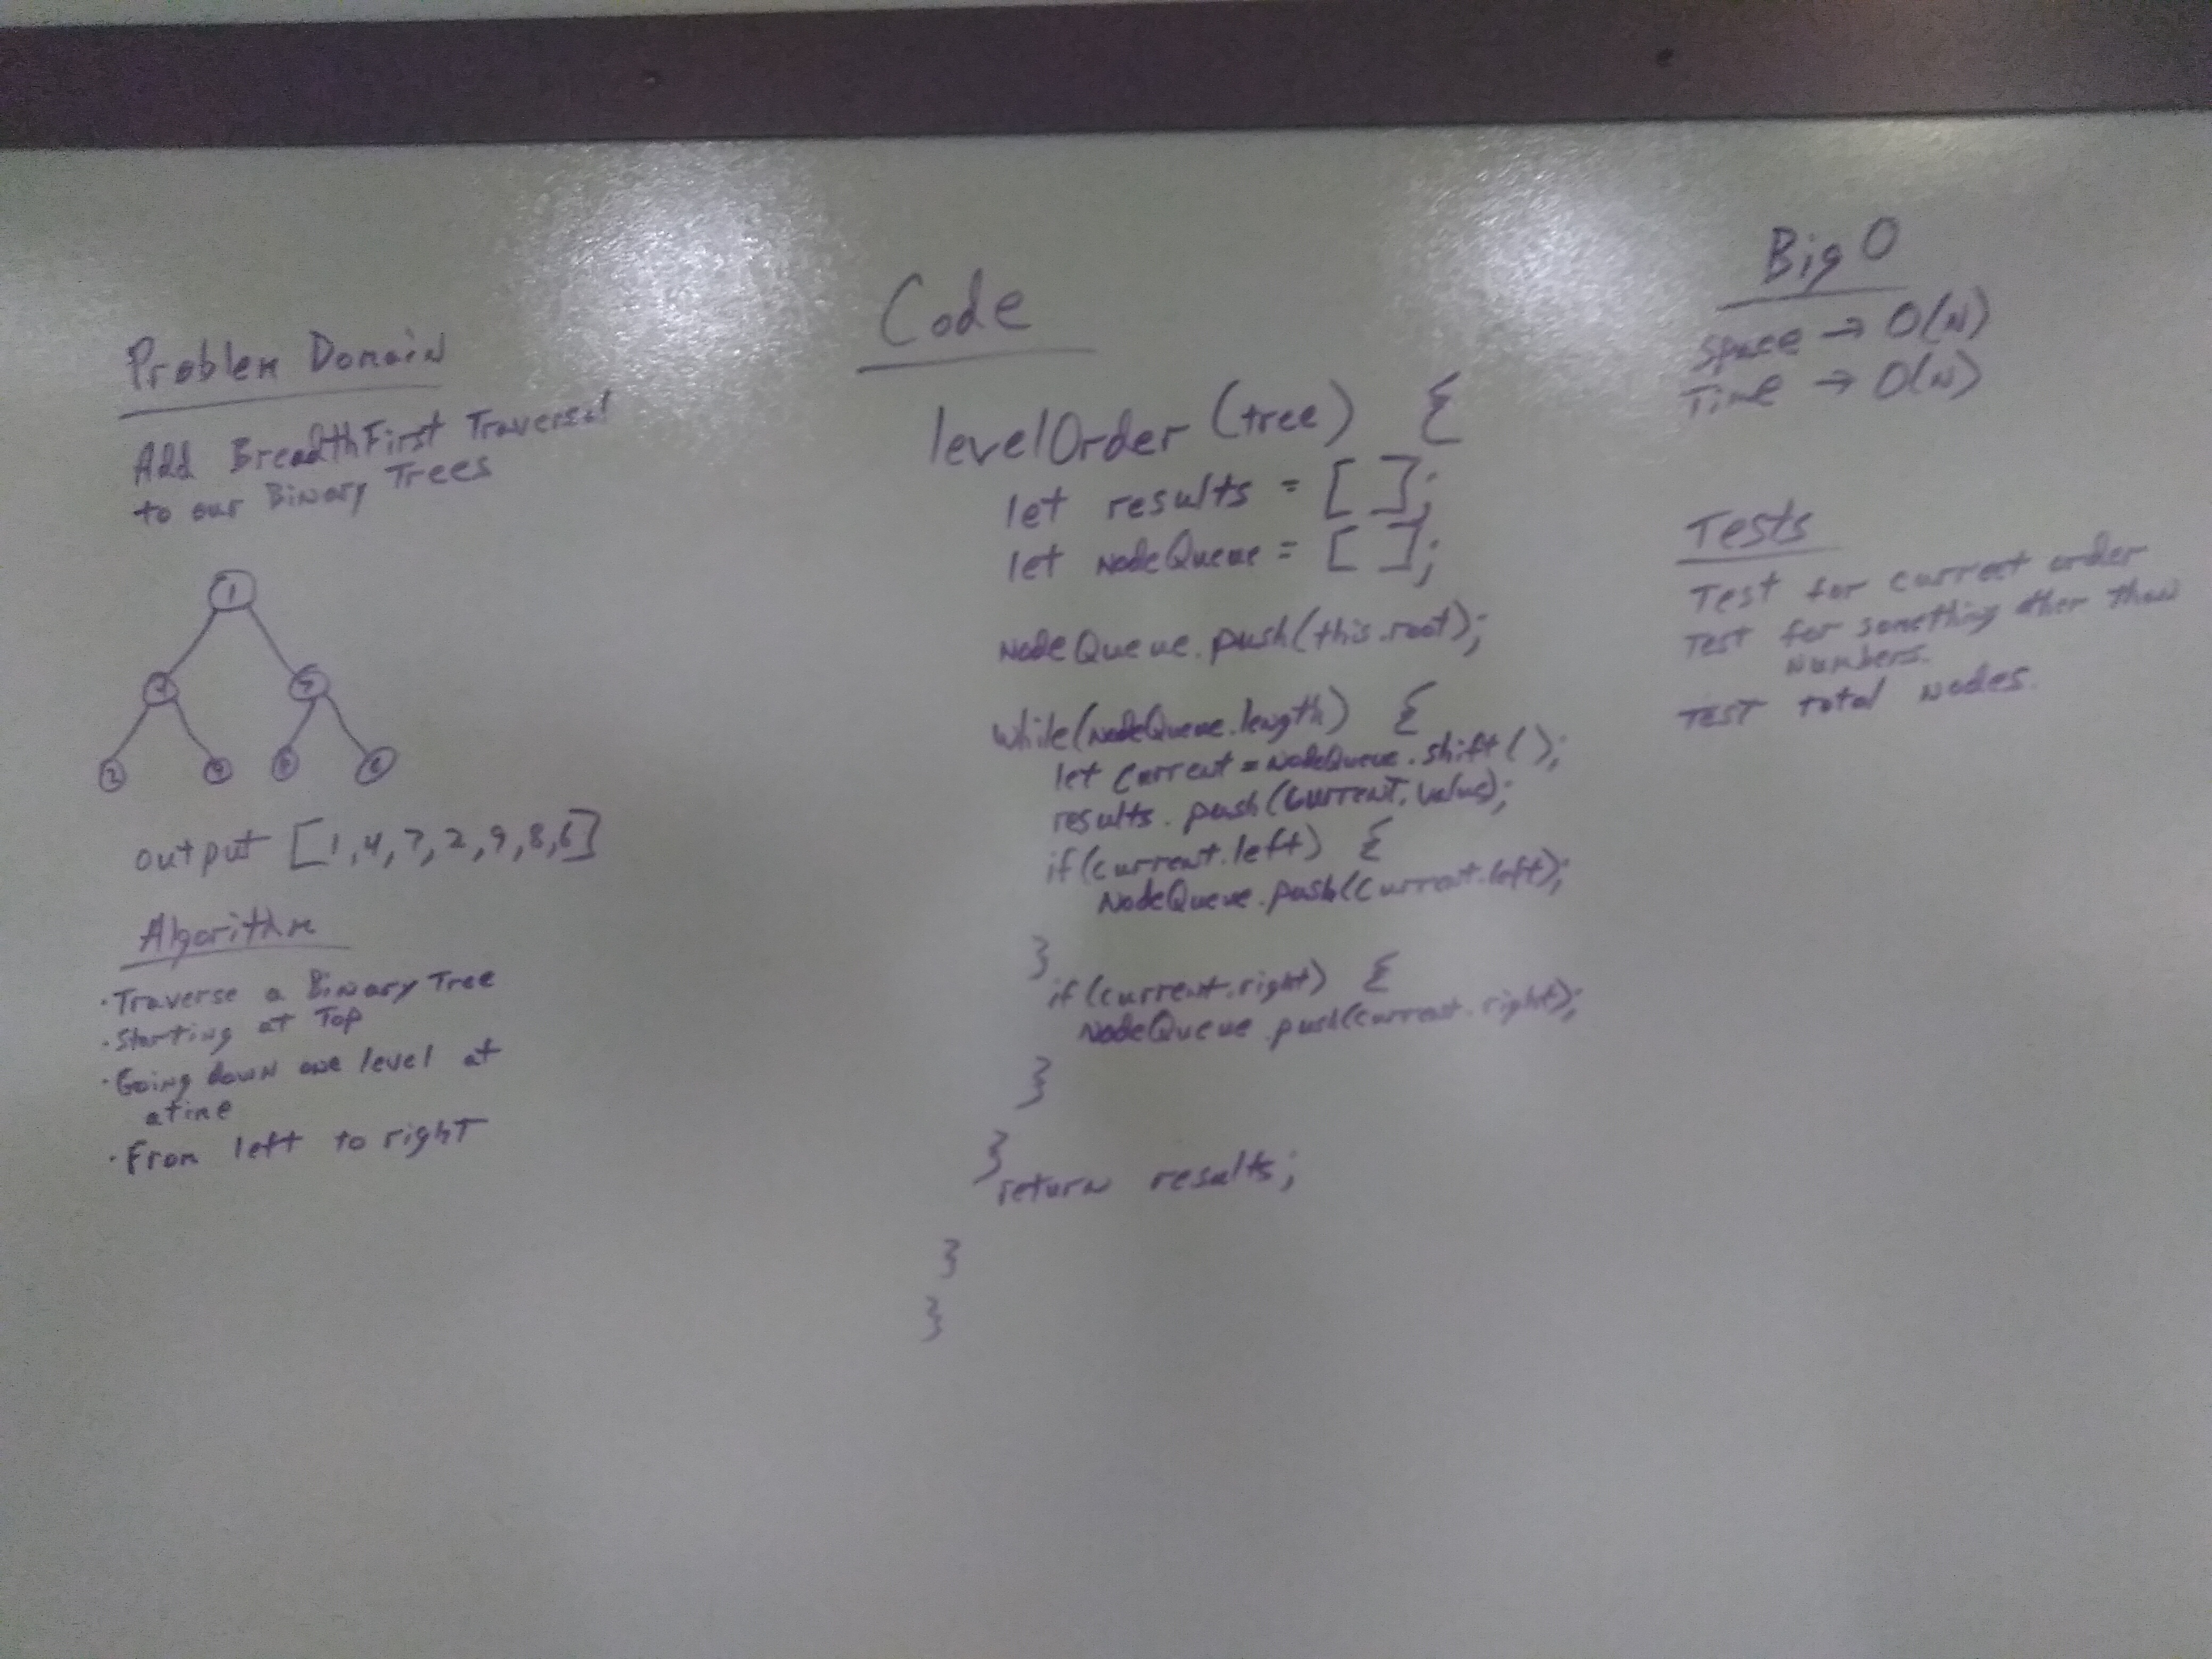 Problem Domain
Add BreadthFirst Traversal
to our Binary Trees
1
4
7
2
9
8
6
output [1,4,7,2,9,8,6]
Algorithm
·Traverse a Binary Tree
·Starting at Top
·Going down one level at
atime
·From left to right
Code
levelOrder (tree) {
let results = [ ];
let NodeQueue = [ ];
NodeQueue.push(this.root);
while(NodeQueue.length) {
let current = NodeQueue.shift();
results.push(current.value);
if(current.left) {
NodeQueue.push(current.left);
}
if(current.right) {
NodeQueue.push(current.right);
}
}
return results;
}
}
Big O
Space → O(N)
Time → O(N)
Tests
Test for currect order
Test for something other than
Numbers.
TEST total Nodes.